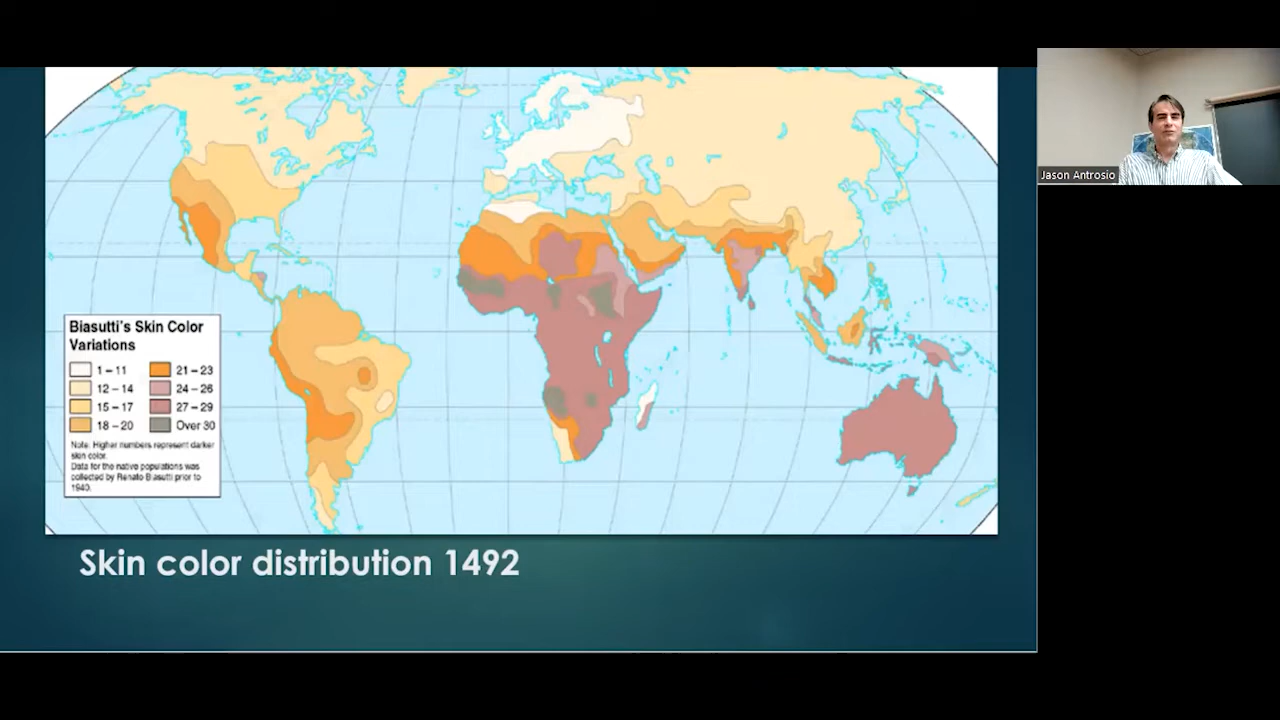 Jason Antrosio
Biasutti's Skin Color
Variations
1 – 11
21 – 23
12 – 14
24 – 26
15 – 17
27 – 29
18 – 20
Over 30
Note: Higher numbers represent darker
skin color.
Data for the native populations was
collected by Renato Biasutti prior to
1940.
Skin color distribution 1492